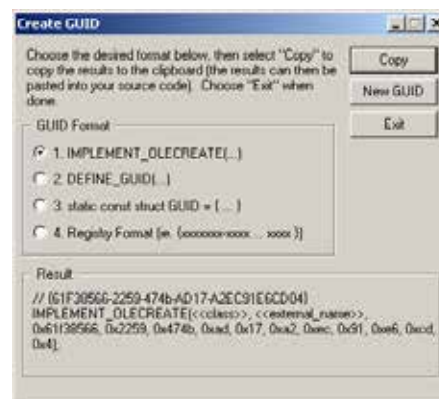 Create GUID
Choose the desired format below, then select "Copy" to
copy the results to the clipboard (the results can then be
pasted into your source code). Choose "Exit" when
done.
Copy
New GUID
Exit
GUID Format
1. IMPLEMENT_OLECREATE(...)
2. DEFINE_GUID(...)
3. static const struct GUID = { ... }
4. Registry Format (ie. {xxxxxxxx-xxxx ... xxxx })
Result
// {61F38566-2259-474b-AD17-A2EC91E6CD04}
IMPLEMENT_OLECREATE(<<class>>, <<external_name>>,
0x61f38566, 0x2259, 0x474b, 0xad, 0x17, 0xa2, 0xec, 0x91, 0xe6, 0xcd,
0x4);